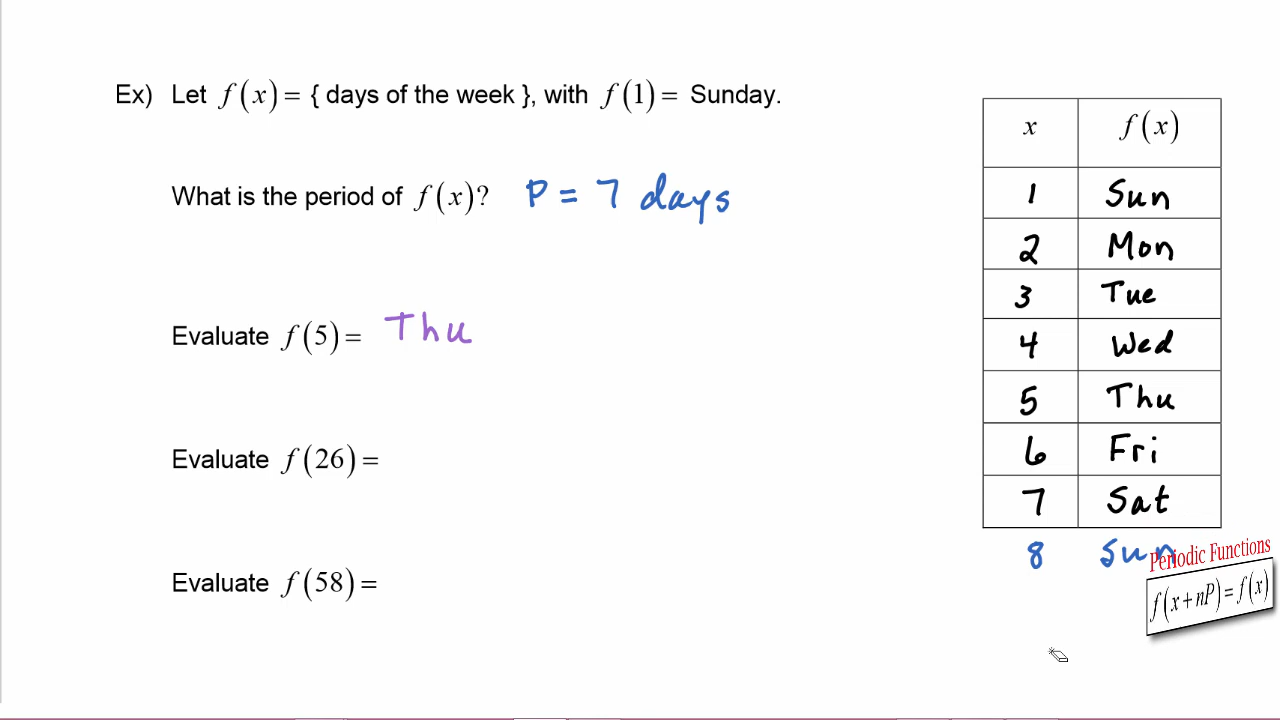 Ex) Let f(x) = { days of the week }, with f(1) = Sunday.
What is the period of f(x)? P = 7 days
Evaluate f(5) = Thu
Evaluate f(26) =
Evaluate f(58) =
x f(x)
1 Sun
2 Mon
3 Tue
4 Wed
5 Thu
6 Fri
7 Sat
8 Sun
Periodic Functions
f(x+nP) = f(x)